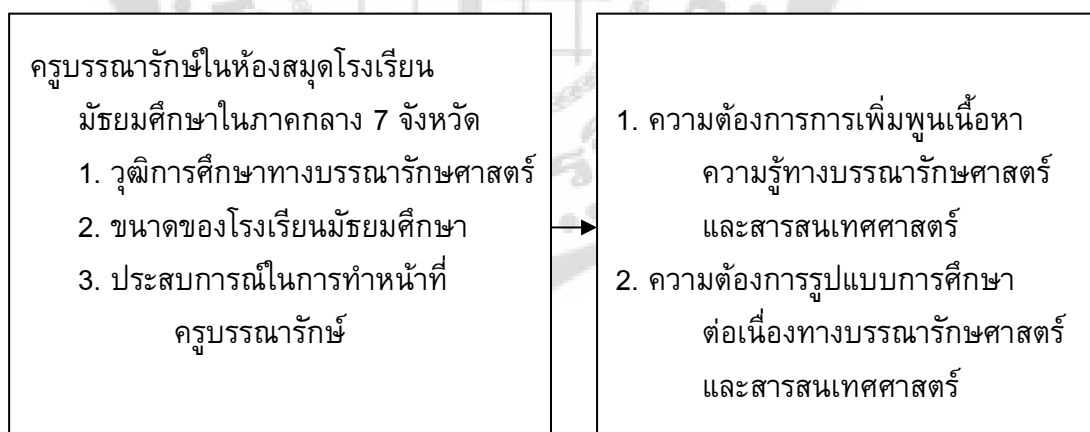 ครูบรรณารักษ์ในห้องสมุดโรงเรียน
มัธยมศึกษาในภาคกลาง 7 จังหวัด
1. วุฒิการศึกษาทางบรรณารักษศาสตร์
2. ขนาดของโรงเรียนมัธยมศึกษา
3. ประสบการณ์ในการทำหน้าที่
ครูบรรณารักษ์
1. ความต้องการการเพิ่มพูนเนื้อหา
ความรู้ทางบรรณารักษศาสตร์
และสารสนเทศศาสตร์
2. ความต้องการรูปแบบการศึกษา
ต่อเนื่องทางบรรณารักษศาสตร์
และสารสนเทศศาสตร์